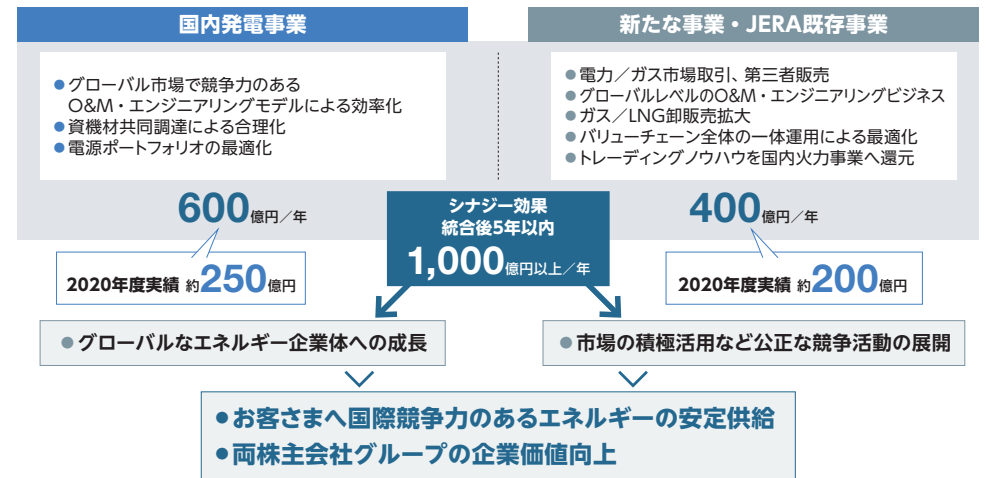 国内発電事業
●グローバル市場で競争力のある
O&M・エンジニアリングモデルによる効率化
●資機材共同調達による合理化
●電源ポートフォリオの最適化
600億円／年
2020年度実績 約250億円
新たな事業・JERA既存事業
●電力／ガス市場取引、第三者販売
●グローバルレベルのO&M・エンジニアリングビジネス
●ガス／LNG卸販売拡大
●バリューチェーン全体の一体運用による最適化
●トレーディングノウハウを国内火力事業へ還元
400億円／年
2020年度実績 約200億円
シナジー効果
統合後5年以内
1,000億円以上／年
●グローバルなエネルギー企業体への成長
●市場の積極活用など公正な競争活動の展開
●お客さまへ国際競争力のあるエネルギーの安定供給
●両株主会社グループの企業価値向上